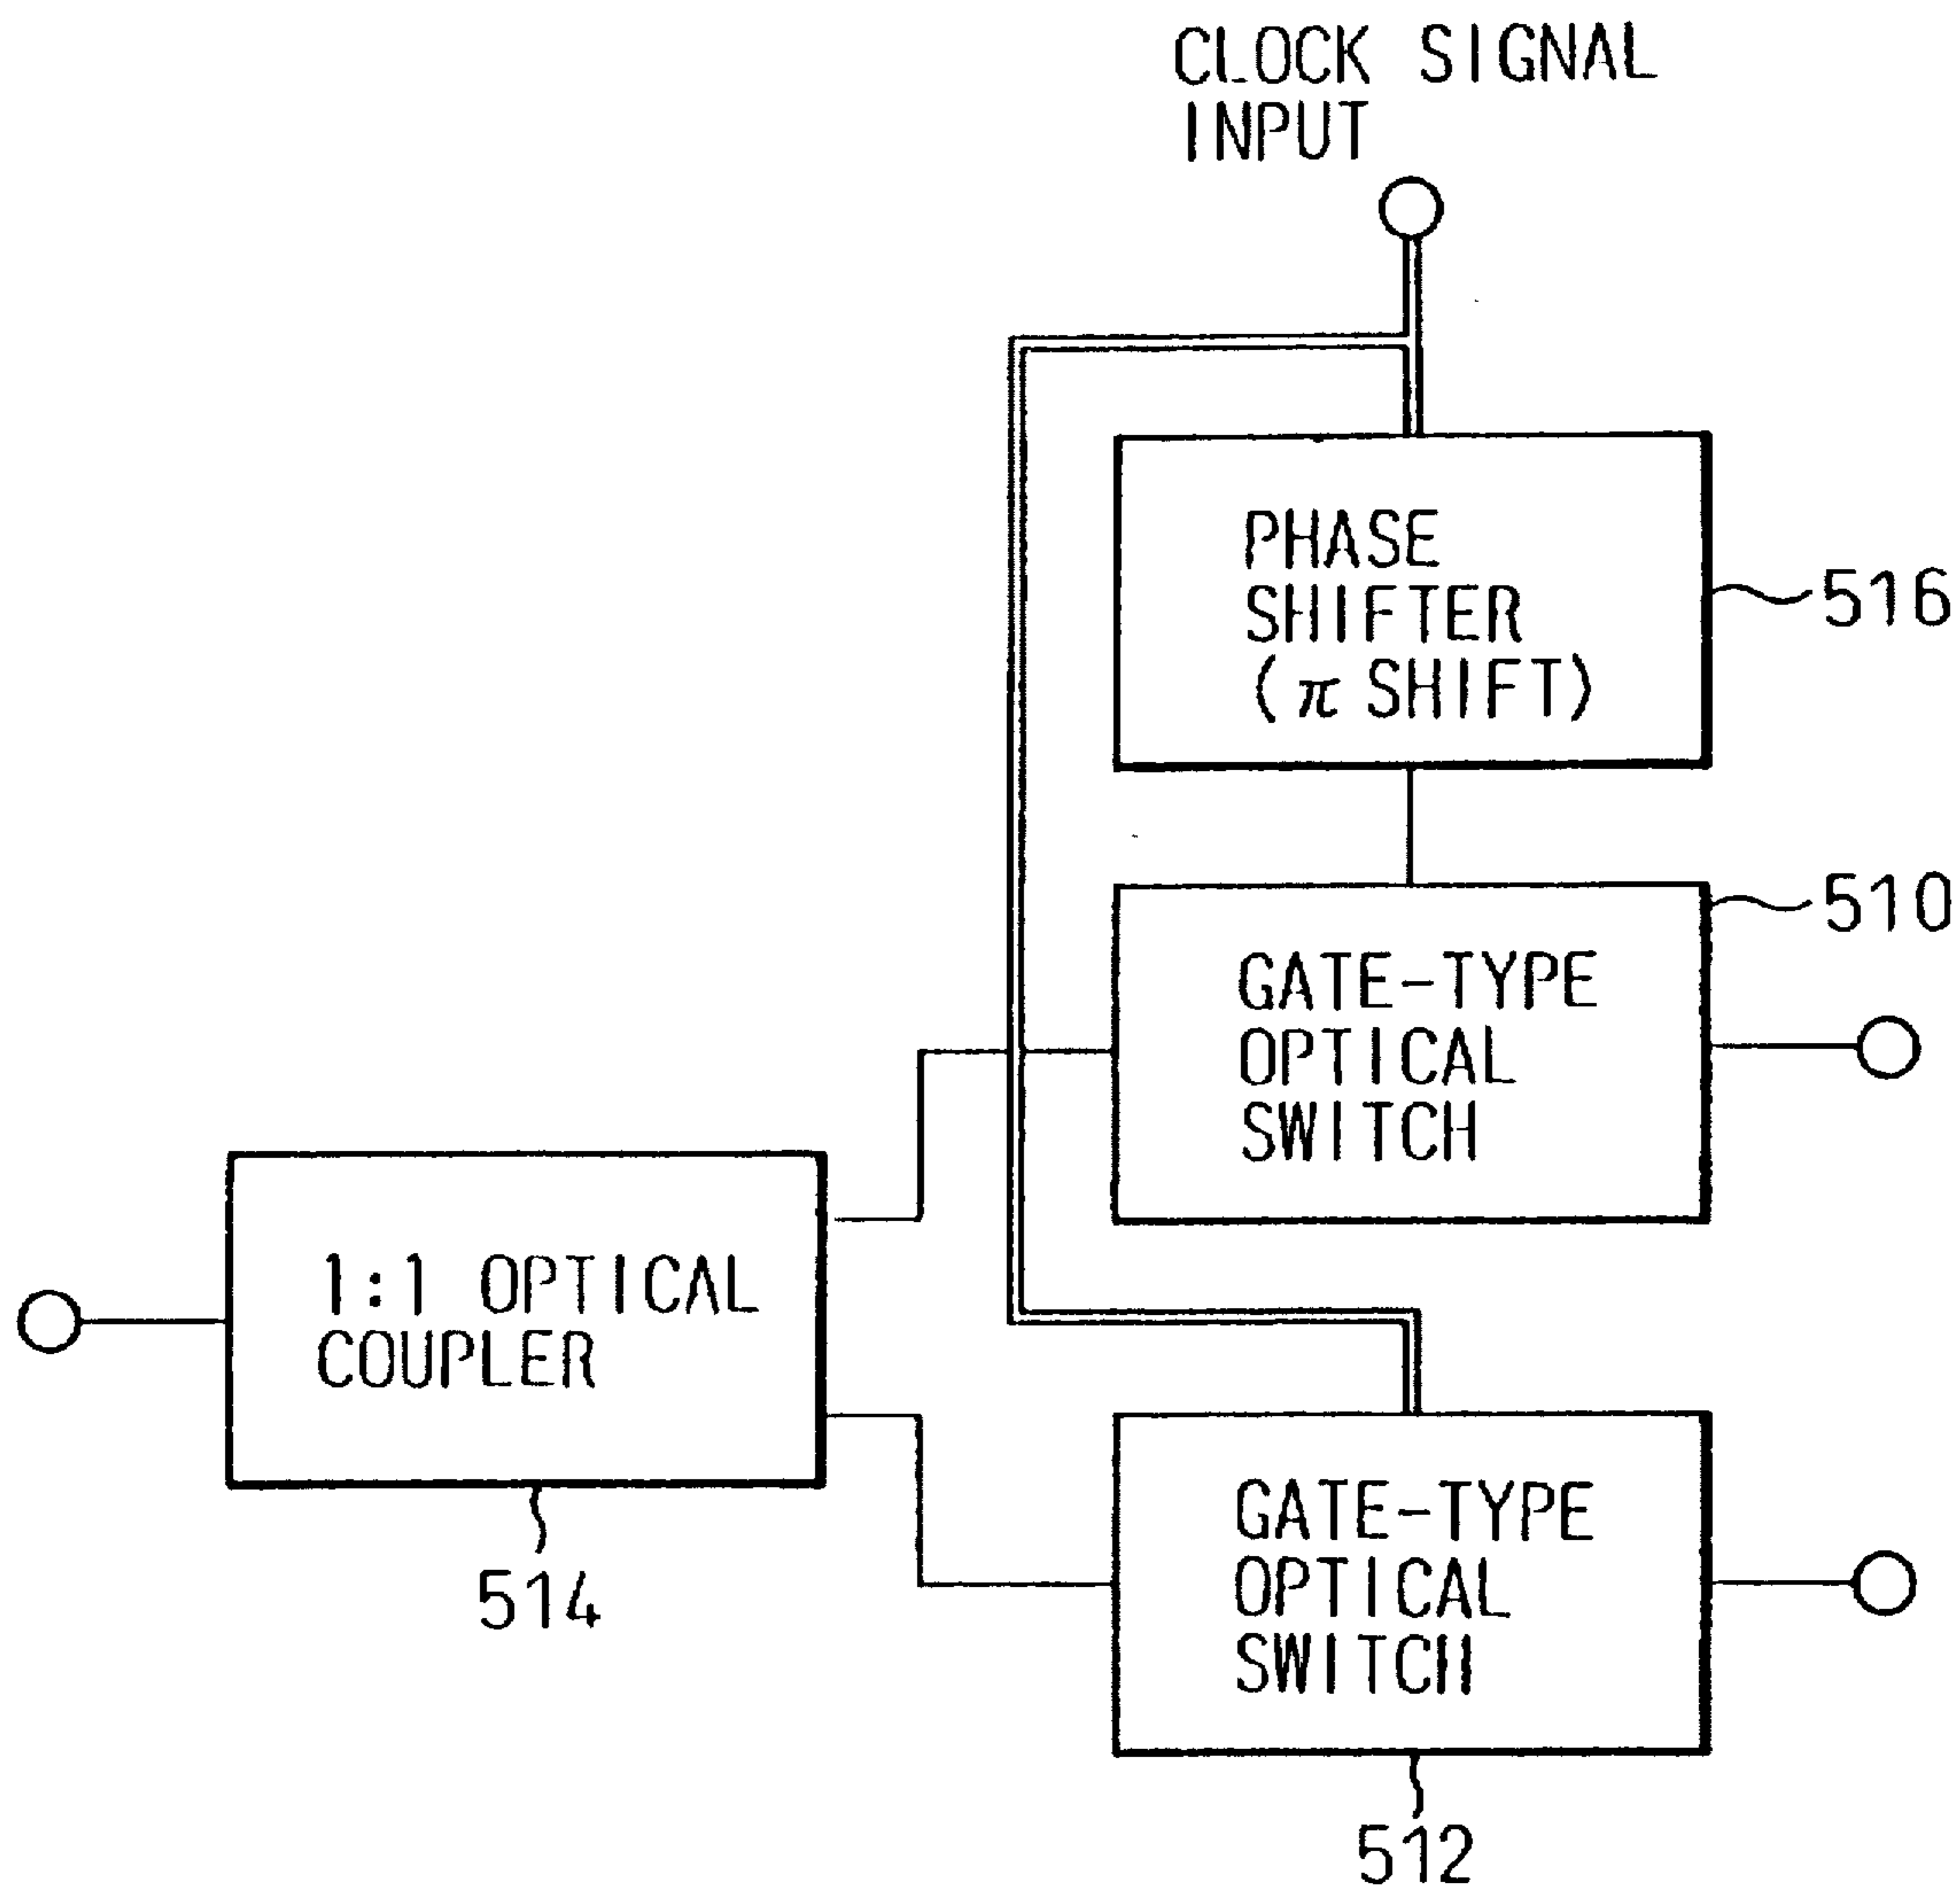 CLOCK SIGNAL
INPUT
PHASE
SHIFTER
(π SHIFT)
516
510
GATE-TYPE
OPTICAL
SWITCH
1:1 OPTICAL
COUPLER
514
GATE-TYPE
OPTICAL
SWITCH
512